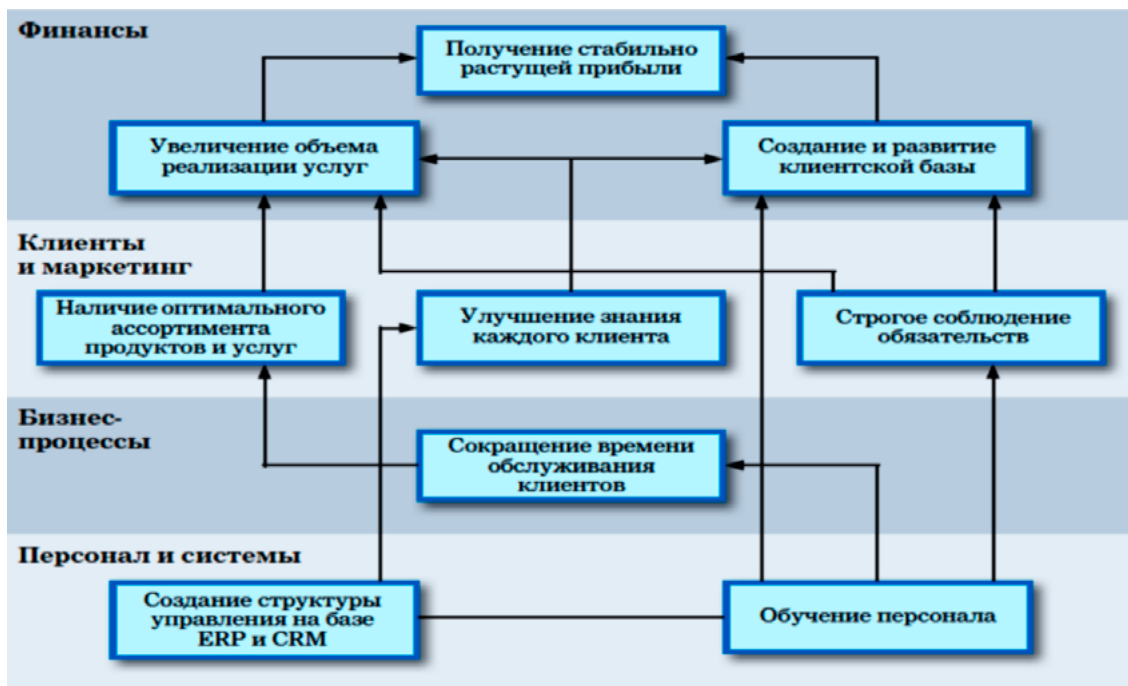 Финансы
Получение стабильно
растущей прибыли
Увеличение объема
реализации услуг
Создание и развитие
клиентской базы
Клиенты
и маркетинг
Наличие оптимального
ассортимента
продуктов и услуг
Улучшение знания
каждого клиента
Строгое соблюдение
обязательств
Бизнес-
процессы
Сокращение времени
обслуживания
клиентов
Персонал и системы
Создание структуры
управления на базе
ERP и CRM
Обучение персонала